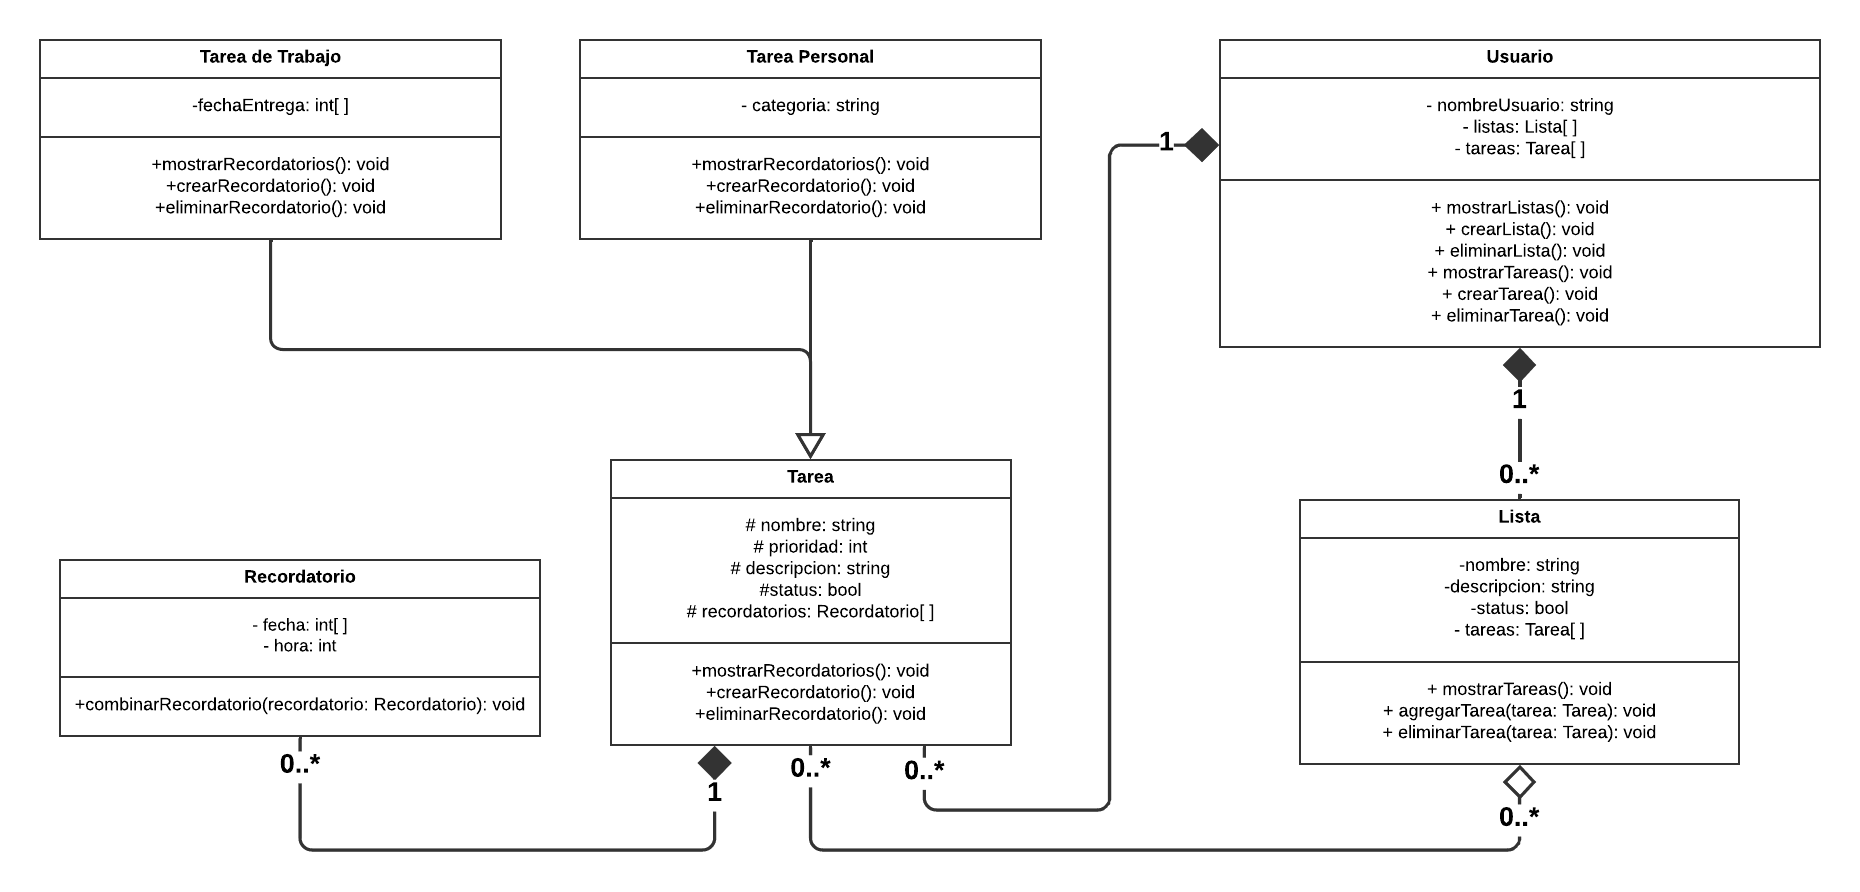 Tarea de Trabajo
-fechaEntrega: int[ ]
+mostrarRecordatorios(): void
+crearRecordatorio(): void
+eliminarRecordatorio(): void
Tarea Personal
- categoria: string
+mostrarRecordatorios(): void
+crearRecordatorio(): void
+eliminarRecordatorio(): void
Usuario
- nombreUsuario: string
- listas: Lista[ ]
- tareas: Tarea[ ]
+ mostrarListas(): void
+ crearLista(): void
+ eliminarLista(): void
+ mostrarTareas(): void
+ crearTarea(): void
+ eliminarTarea(): void
1
1
0..*
Tarea
# nombre: string
# prioridad: int
# descripcion: string
#status: bool
# recordatorios: Recordatorio[ ]
+mostrarRecordatorios(): void
+crearRecordatorio(): void
+eliminarRecordatorio(): void
Lista
-nombre: string
-descripcion: string
-status: bool
- tareas: Tarea[ ]
+ mostrarTareas(): void
+ agregarTarea(tarea: Tarea): void
+ eliminarTarea(tarea: Tarea): void
Recordatorio
- fecha: int[ ]
- hora: int
+combinarRecordatorio(recordatorio: Recordatorio): void
0..*
1
0..*
0..*
0..*